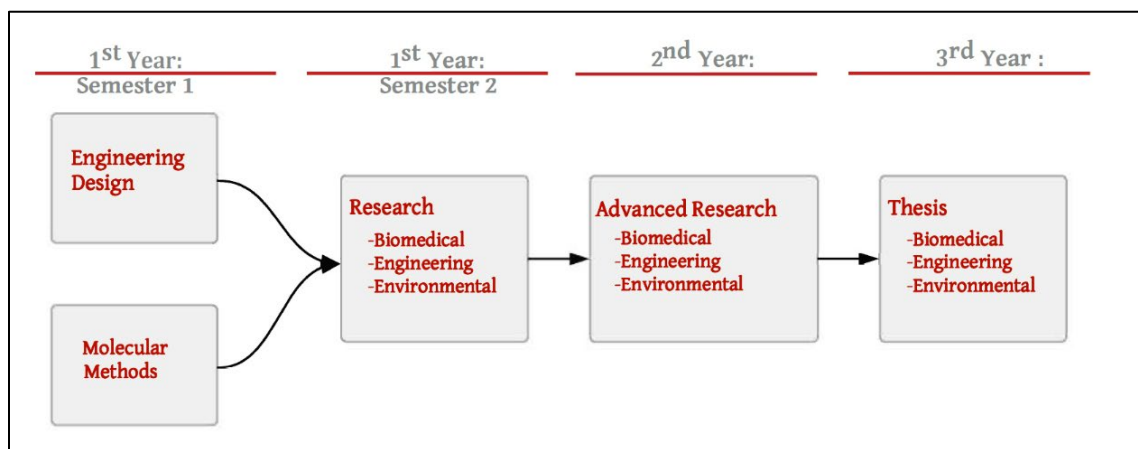 1st Year:
Semester 1
1st Year:
Semester 2
2nd Year:
3rd Year :
Engineering
Design
Molecular
Methods
Research
-Biomedical
-Engineering
-Environmental
Advanced Research
-Biomedical
-Engineering
-Environmental
Thesis
-Biomedical
-Engineering
-Environmental